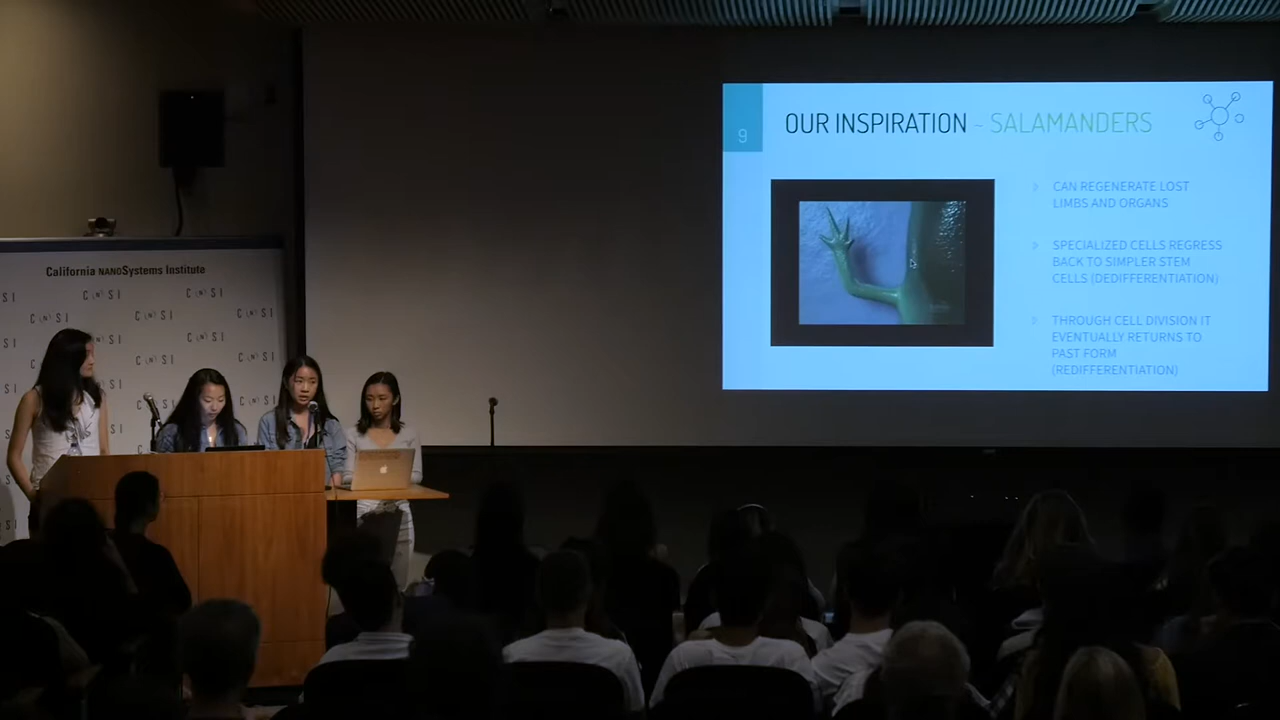 9
OUR INSPIRATION - SALAMANDERS
CAN REGENERATE LOST
LIMBS AND ORGANS
SPECIALIZED CELLS REGRESS
BACK TO SIMPLER STEM
CELLS (DEDIFFERENTIATION)
THROUGH CELL DIVISION IT
EVENTUALLY RETURNS TO
PAST FORM
(REDIFFERENTIATION)
California NANOSystems Institute
S I C (N) S I C (N) S I
C (N) S I C (N) S I C (N) S I
S I C (N) S I C (N) S I
C (N) S I